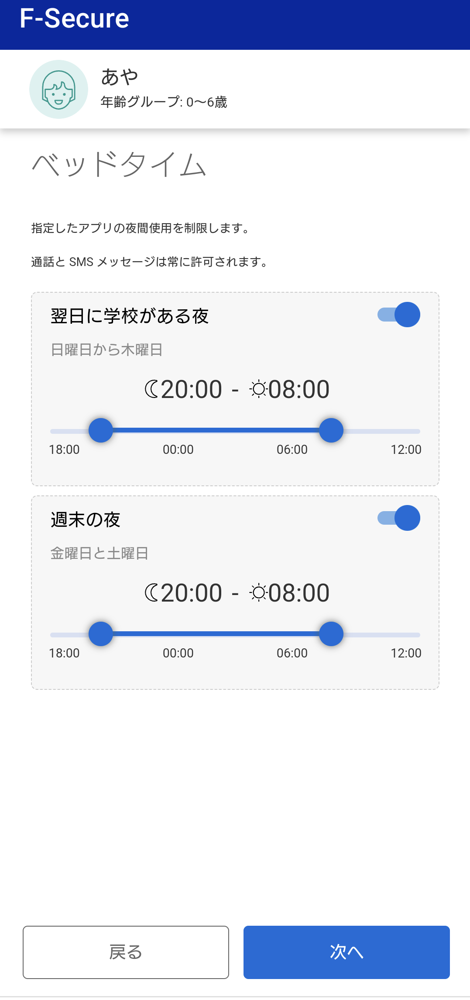 F-Secure
あや
年齢グループ: 0〜6歳
ベッドタイム
指定したアプリの夜間使用を制限します。
通話と SMS メッセージは常に許可されます。
翌日に学校がある夜
日曜日から木曜日
20:00 - 08:00
18:00 00:00 06:00 12:00
週末の夜
金曜日と土曜日
20:00 - 08:00
18:00 00:00 06:00 12:00
戻る 次へ